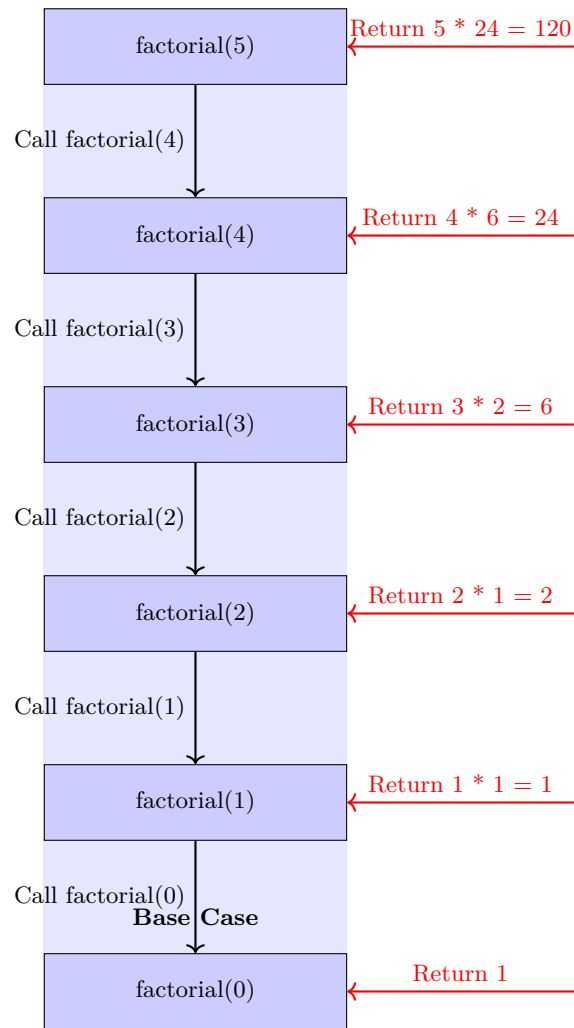 factorial(5)
Return 5 * 24 = 120
Call factorial(4)
factorial(4)
Return 4 * 6 = 24
Call factorial(3)
factorial(3)
Return 3 * 2 = 6
Call factorial(2)
factorial(2)
Return 2 * 1 = 2
Call factorial(1)
factorial(1)
Return 1 * 1 = 1
Call factorial(0)
Base Case
factorial(0)
Return 1